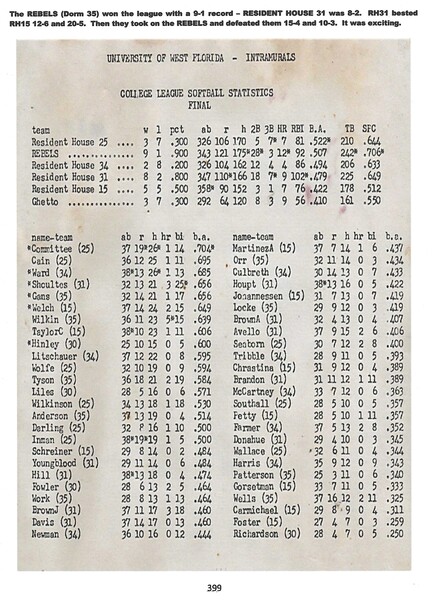 The REBELS (Dorm 35) won the league with a 9-1 record – RESIDENT HOUSE 31 was 8-2. RH31 bested
RH15 12-6 and 20-5. Then they took on the REBELS and defeated them 15-4 and 10-3. It was exciting.
UNIVERSITY OF WEST FLORIDA - INTRAMURALS
COLLEGE LEAGUE SOFTBALL STATISTICS
FINAL
team w l pct ab r h 2B 3B HR RBI B.A. TB SFC
Resident House 25 .... 3 7 .300 326 106 170 5 7* 7 81 .522* 210 .644
REBELS .............. 9 1 .900 343 121 175*28* 3 12* 92 .507 242* .706*
Resident House 34 .... 2 8 .200 326 104 162 12 4 4 86 .494 206 .633
Resident House 31 .... 8 2 .800 347 110*166 18 7* 9 102* .479 225 .649
Resident House 15 .... 5 5 .500 358* 90 152 3 1 7 76 .422 178 .512
Ghetto ............. 3 7 .300 292 64 120 8 3 9 56 .410 161 .550
name-team ab r h hr bi b.a.
*Committee (25) 37 19*26* 1 14 .704*
Cain (25) 36 12 25 1 11 .695
*Ward (34) 38*13 26* 1 13 .685
*Shoultes (31) 32 13 21 3 25* .656
*Gans (35) 32 14 21 1 17 .656
*Welch (15) 37 14 24 2 15 .649
Wilkin (35) 36 11 23 5*15 .699
TaylorC (15) 38*10 23 1 11 .606
*Hinley (30) 25 10 15 0 5 .600
Litschauer (34) 37 12 22 0 8 .595
Wolfe (25) 32 10 19 0 9 .594
Tyson (35) 36 18 21 2 19 .584
Liles (30) 28 5 16 0 6 .571
Wilkinson (25) 34 13 18 1 18 .530
Anderson (35) 37 13 19 0 4 .514
Darling (25) 32 8 16 1 10 .500
Inman (25) 38*19*19 1 5 .500
Schreiner (15) 29 8 14 0 2 .484
Youngblood (31) 29 11 14 0 6 .484
Hill (31) 38*13 18 0 4 .474
Fowler (30) 28 6 13 2 5 .464
Work (35) 28 8 13 1 13 .464
BrownJ (31) 37 11 17 3 18 .460
Davis (31) 37 14 17 0 13 .460
Newman (34) 36 10 16 0 12 .444
name-team ab r h hr bi b.a.
MartinezA (15) 37 7 14 1 6 .437
Orr (35) 32 11 14 0 3 .434
Culbreth (34) 30 14 13 0 7 .433
Houpt (31) 38*13 16 0 5 .422
Johannessen (15) 31 7 13 0 7 .419
Locke (35) 29 9 12 0 3 .419
BrownA (31) 32 4 13 0 4 .407
Avello (31) 37 9 15 2 6 .406
Seaborn (25) 30 7 12 2 8 .400
Tribble (34) 28 9 11 0 5 .393
Chrastina (15) 31 9 12 0 4 .389
Brandon (31) 31 11 12 1 11 .389
McCartney (34) 33 7 12 0 6 .363
Southall (25) 28 5 10 0 5 .357
Petty (15) 28 5 10 1 11 .357
Farmer (34) 37 5 13 2 8 .352
Donahue (31) 29 4 10 0 3 .345
Wallace (25) 32 6 11 0 4 .344
Harris (34) 35 9 12 0 9 .343
Patterson (35) 25 3 11 0 6 .340
Gorsetman (15) 33 7 11 0 5 .333
Wells (35) 37 16 12 2 11 .325
Carmichael (15) 29 8 9 0 4 .311
Foster (15) 27 4 7 0 3 .259
Richardson (30) 28 4 7 0 5 .250
399